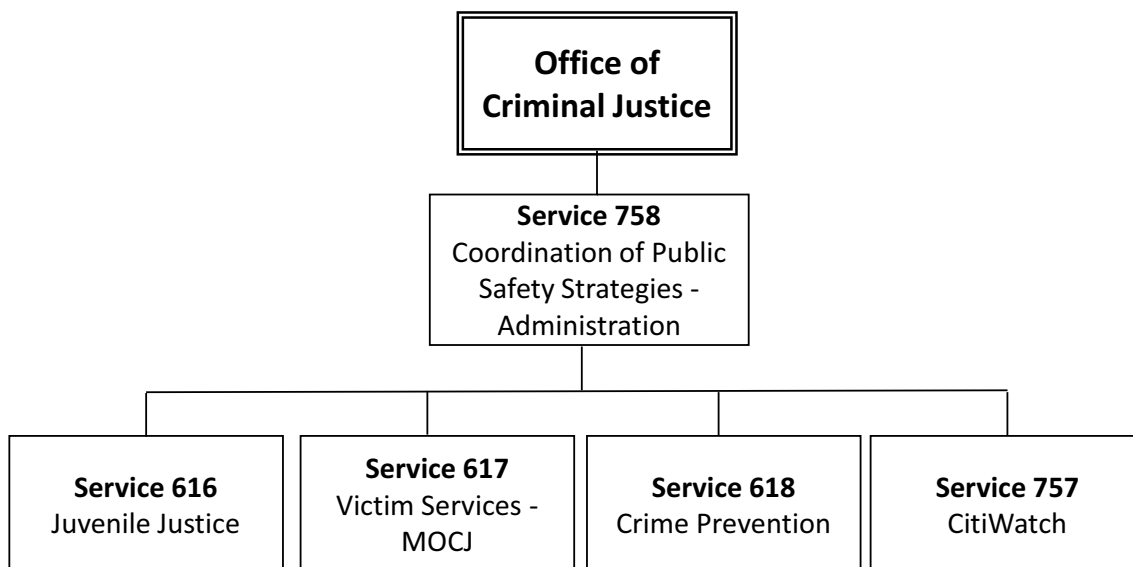 Office of
Criminal Justice
Service 758
Coordination of Public
Safety Strategies -
Administration
Service 616
Juvenile Justice
Service 617
Victim Services -
MOCJ
Service 618
Crime Prevention
Service 757
CitiWatch